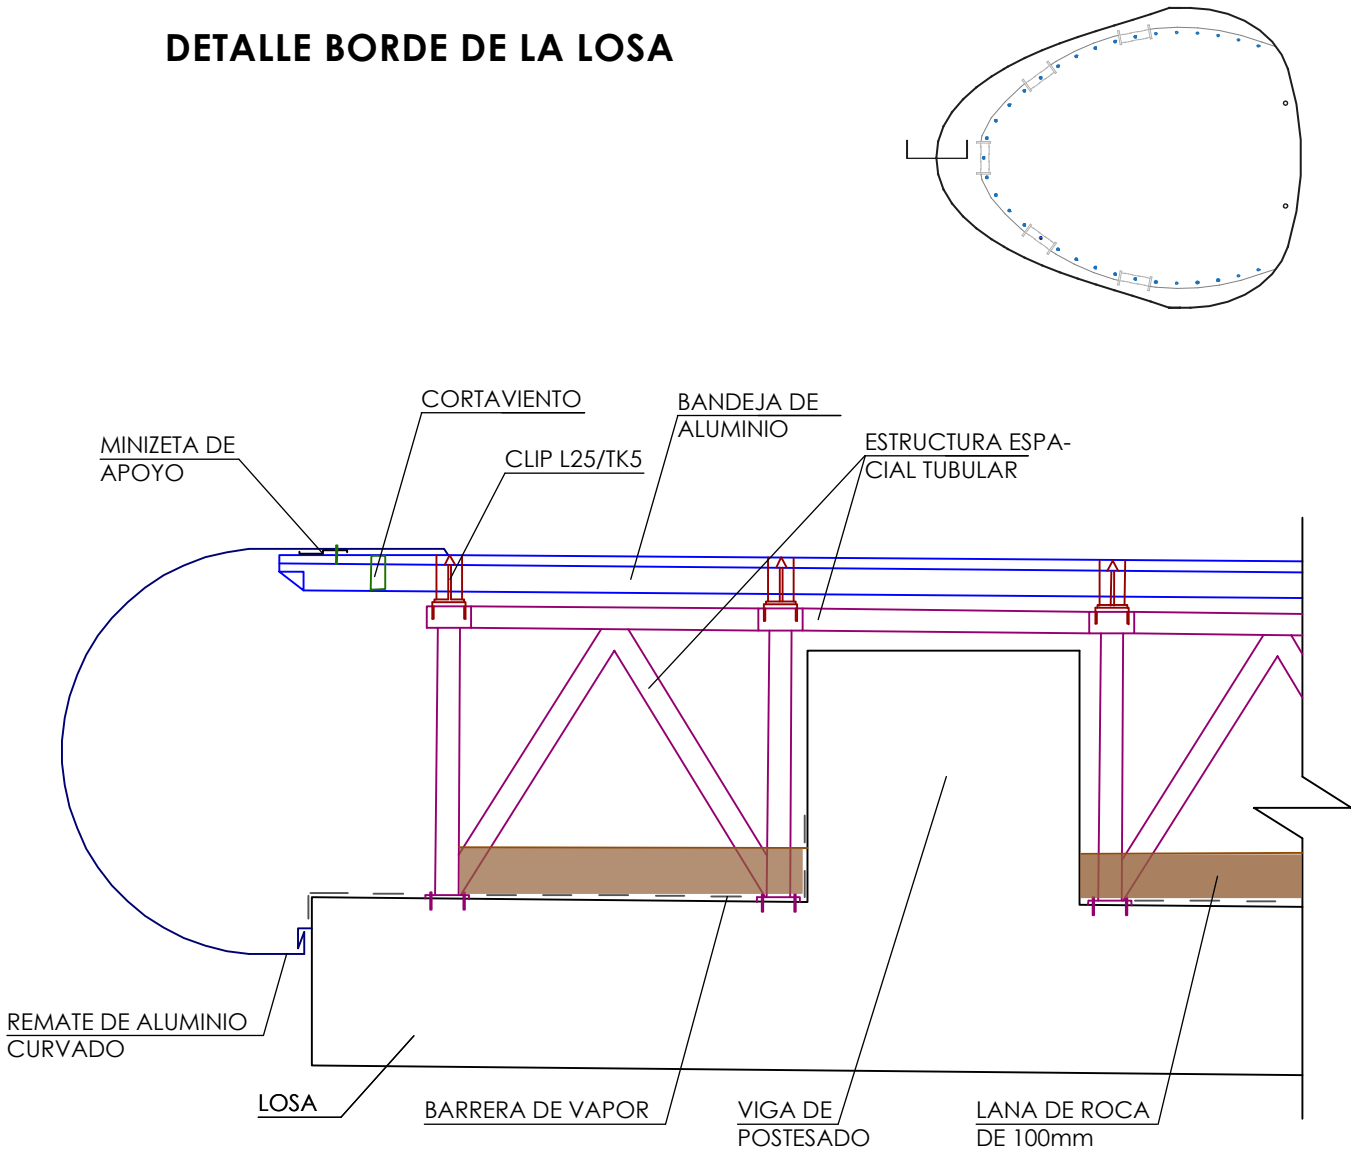 DETALLE BORDE DE LA LOSA
CORTAVIENTO
BANDEJA DE
ALUMINIO
MINIZETA DE
APOYO
CLIP L25/TK5
ESTRUCTURA ESPA-
CIAL TUBULAR
REMATE DE ALUMINIO
CURVADO
LOSA
BARRERA DE VAPOR
VIGA DE
POSTESADO
LANA DE ROCA
DE 100mm